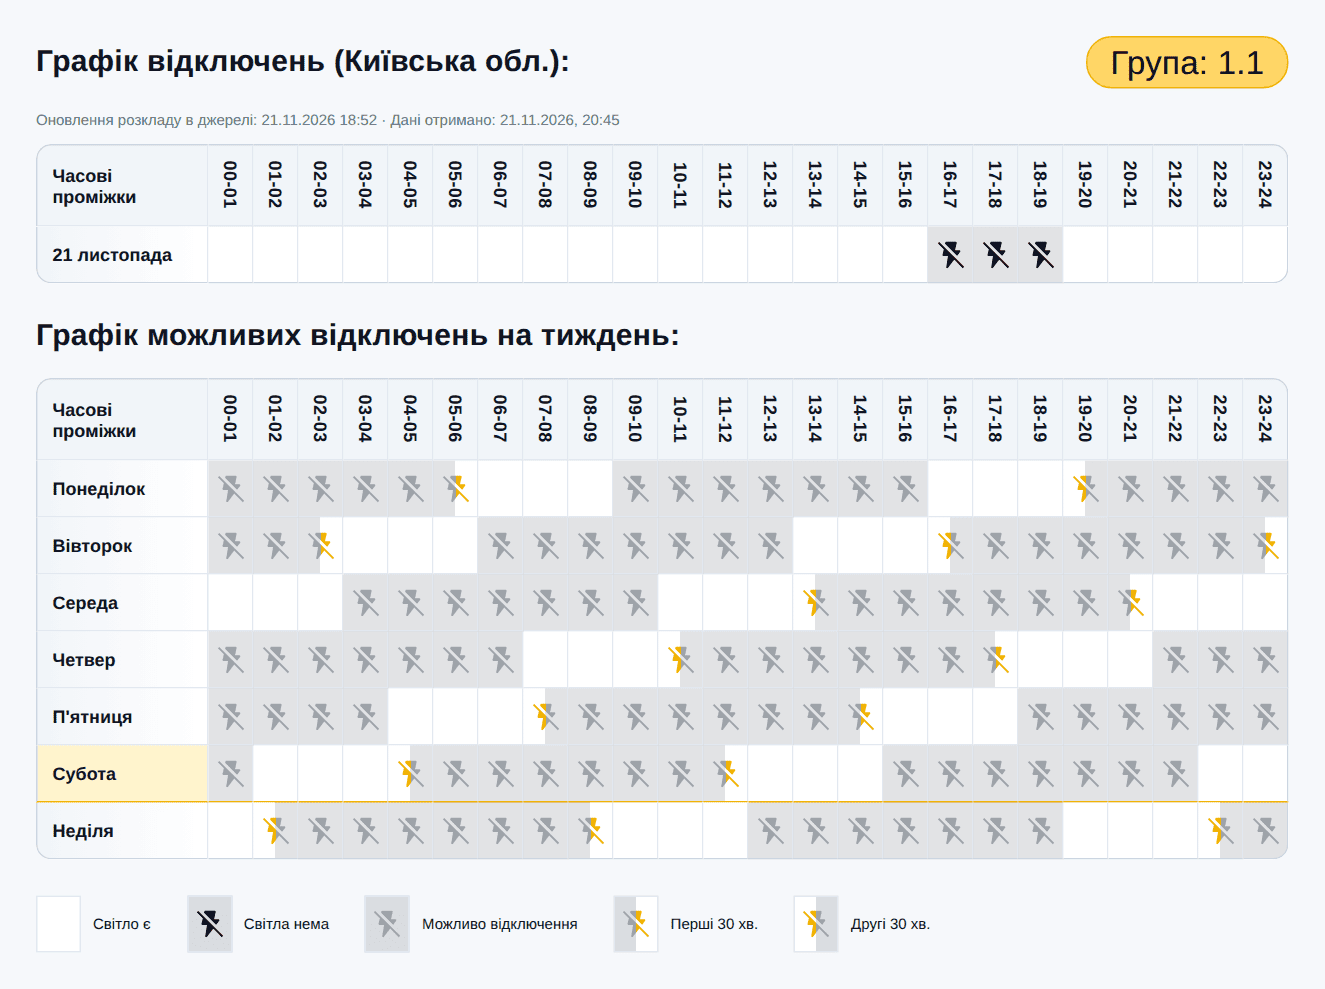 Графік відключень (Київська обл.):
Група: 1.1
Оновлення розкладу в джерелі: 21.11.2026 18:52 · Дані отримано: 21.11.2026, 20:45
Часові проміжки 00-01 01-02 02-03 03-04 04-05 05-06 06-07 07-08 08-09 09-10 10-11 11-12 12-13 13-14 14-15 15-16 16-17 17-18 18-19 19-20 20-21 21-22 22-23 23-24
21 листопада
Графік можливих відключень на тиждень:
Часові проміжки 00-01 01-02 02-03 03-04 04-05 05-06 06-07 07-08 08-09 09-10 10-11 11-12 12-13 13-14 14-15 15-16 16-17 17-18 18-19 19-20 20-21 21-22 22-23 23-24
Понеділок
Вівторок
Середа
Четвер
П'ятниця
Субота
Неділя
Світло є Світла нема Можливо відключення Перші 30 хв. Другі 30 хв.